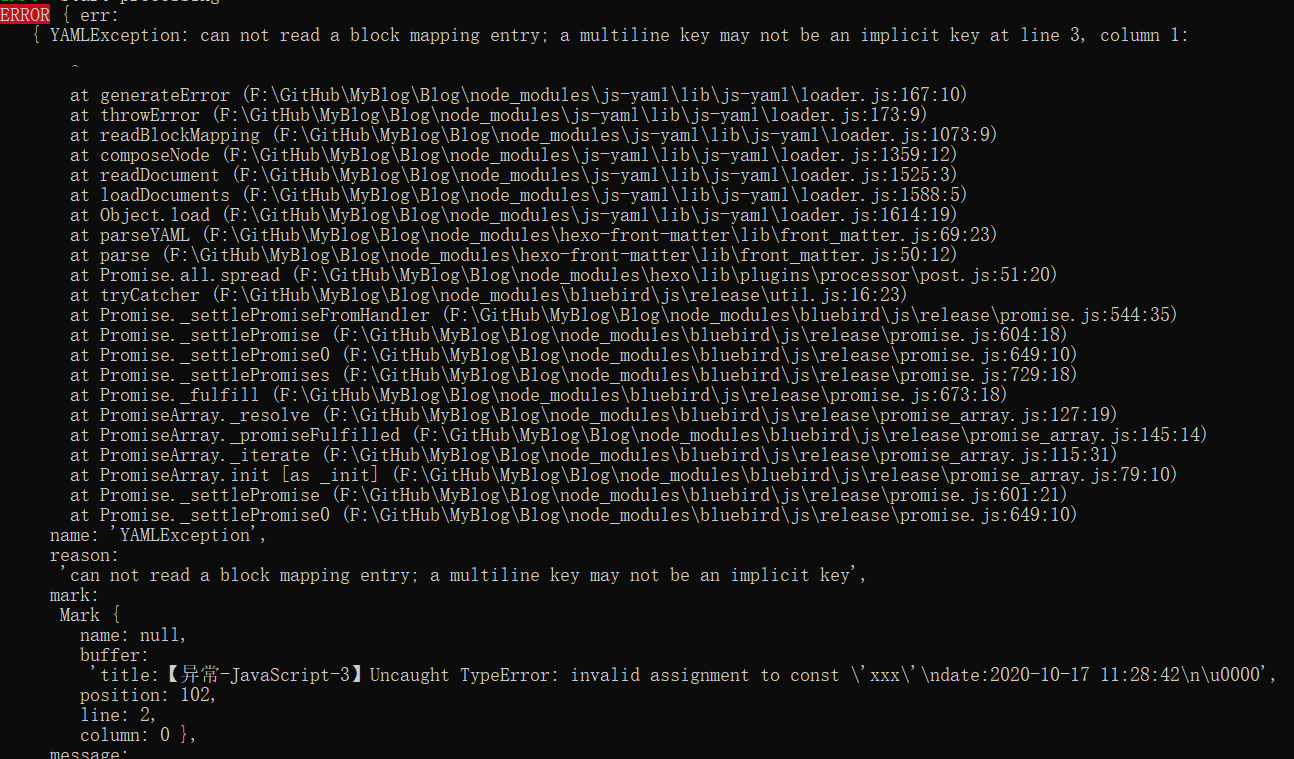 ERROR { err:
{ YAMLException: can not read a block mapping entry; a multiline key may not be an implicit key at line 3, column 1:
^
at generateError (F:\GitHub\MyBlog\Blog\node_modules\js-yaml\lib\js-yaml\loader.js:167:10)
at throwError (F:\GitHub\MyBlog\Blog\node_modules\js-yaml\lib\js-yaml\loader.js:173:9)
at readBlockMapping (F:\GitHub\MyBlog\Blog\node_modules\js-yaml\lib\js-yaml\loader.js:1073:9)
at composeNode (F:\GitHub\MyBlog\Blog\node_modules\js-yaml\lib\js-yaml\loader.js:1359:12)
at readDocument (F:\GitHub\MyBlog\Blog\node_modules\js-yaml\lib\js-yaml\loader.js:1525:3)
at loadDocuments (F:\GitHub\MyBlog\Blog\node_modules\js-yaml\lib\js-yaml\loader.js:1588:5)
at Object.load (F:\GitHub\MyBlog\Blog\node_modules\js-yaml\lib\js-yaml\loader.js:1614:19)
at parseYAML (F:\GitHub\MyBlog\Blog\node_modules\hexo-front-matter\lib\front_matter.js:69:23)
at parse (F:\GitHub\MyBlog\Blog\node_modules\hexo-front-matter\lib\front_matter.js:50:12)
at Promise.all.spread (F:\GitHub\MyBlog\Blog\node_modules\hexo\lib\plugins\processor\post.js:51:20)
at tryCatcher (F:\GitHub\MyBlog\Blog\node_modules\bluebird\js\release\util.js:16:23)
at Promise._settlePromiseFromHandler (F:\GitHub\MyBlog\Blog\node_modules\bluebird\js\release\promise.js:544:35)
at Promise._settlePromise (F:\GitHub\MyBlog\Blog\node_modules\bluebird\js\release\promise.js:604:18)
at Promise._settlePromise0 (F:\GitHub\MyBlog\Blog\node_modules\bluebird\js\release\promise.js:649:10)
at Promise._settlePromises (F:\GitHub\MyBlog\Blog\node_modules\bluebird\js\release\promise.js:729:18)
at Promise._fulfill (F:\GitHub\MyBlog\Blog\node_modules\bluebird\js\release\promise.js:673:18)
at PromiseArray._resolve (F:\GitHub\MyBlog\Blog\node_modules\bluebird\js\release\promise_array.js:127:19)
at PromiseArray._promiseFulfilled (F:\GitHub\MyBlog\Blog\node_modules\bluebird\js\release\promise_array.js:145:14)
at PromiseArray._iterate (F:\GitHub\MyBlog\Blog\node_modules\bluebird\js\release\promise_array.js:115:31)
at PromiseArray.init [as _init] (F:\GitHub\MyBlog\Blog\node_modules\bluebird\js\release\promise_array.js:79:10)
at Promise._settlePromise (F:\GitHub\MyBlog\Blog\node_modules\bluebird\js\release\promise.js:601:21)
at Promise._settlePromise0 (F:\GitHub\MyBlog\Blog\node_modules\bluebird\js\release\promise.js:649:10)
name: 'YAMLException',
reason:
'can not read a block mapping entry; a multiline key may not be an implicit key',
mark:
Mark {
name: null,
buffer:
'title:【异常-JavaScript-3】Uncaught TypeError: invalid assignment to const \'xxx\'\ndate:2020-10-17 11:28:42\n\u0000',
position: 102,
line: 2,
column: 0 },
message: